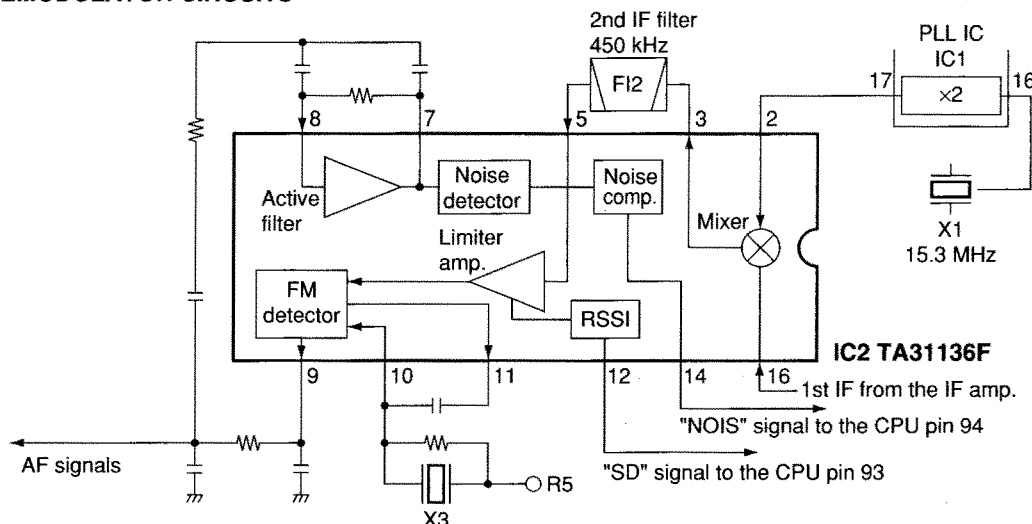 2nd IF filter
450 kHz
PLL IC
IC1
FI2
17
×2
16
8
7
5
3
2
Active
filter
Noise
detector
Noise
comp.
Mixer
X1
15.3 MHz
Limiter
amp.
FM
detector
RSSI
IC2 TA31136F
9
10
11
12
14
16
1st IF from the IF amp.
"NOIS" signal to the CPU pin 94
AF signals
"SD" signal to the CPU pin 93
R5
X3